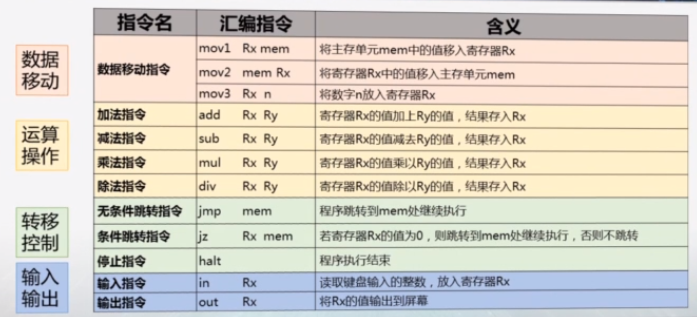 指令名 汇编指令 含义
数据移动
数据移动指令
mov1 Rx mem 将主存单元mem中的值移入寄存器Rx
mov2 mem Rx 将寄存器Rx中的值移入主存单元mem
mov3 Rx n 将数字n放入寄存器Rx
运算操作
加法指令 add Rx Ry 寄存器Rx的值加上Ry的值，结果存入Rx
减法指令 sub Rx Ry 寄存器Rx的值减去Ry的值，结果存入Rx
乘法指令 mul Rx Ry 寄存器Rx的值乘以Ry的值，结果存入Rx
除法指令 div Rx Ry 寄存器Rx的值除以Ry的值，结果存入Rx
转移控制
无条件跳转指令 jmp mem 程序跳转到mem处继续执行
条件跳转指令 jz Rx mem 若寄存器Rx的值为0，则跳转到mem处继续执行，否则不跳转
停止指令 halt 程序执行结束
输入输出
输入指令 in Rx 读取键盘输入的整数，放入寄存器Rx
输出指令 out Rx 将Rx的值输出到屏幕